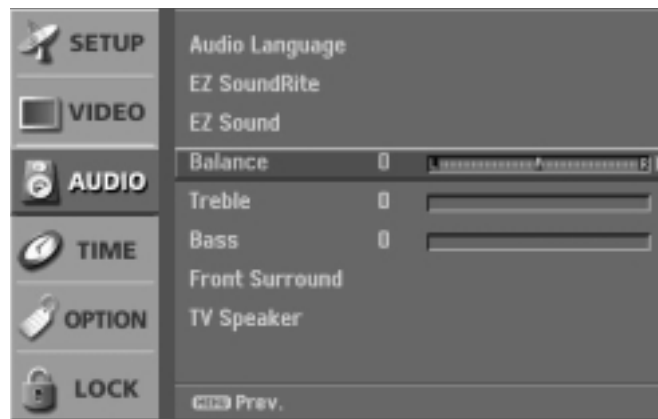 SETUP
VIDEO
AUDIO
TIME
OPTION
LOCK
Audio Language
EZ SoundRite
EZ Sound
Balance 0 L R
Treble 0
Bass 0
Front Surround
TV Speaker
MENU Prev.